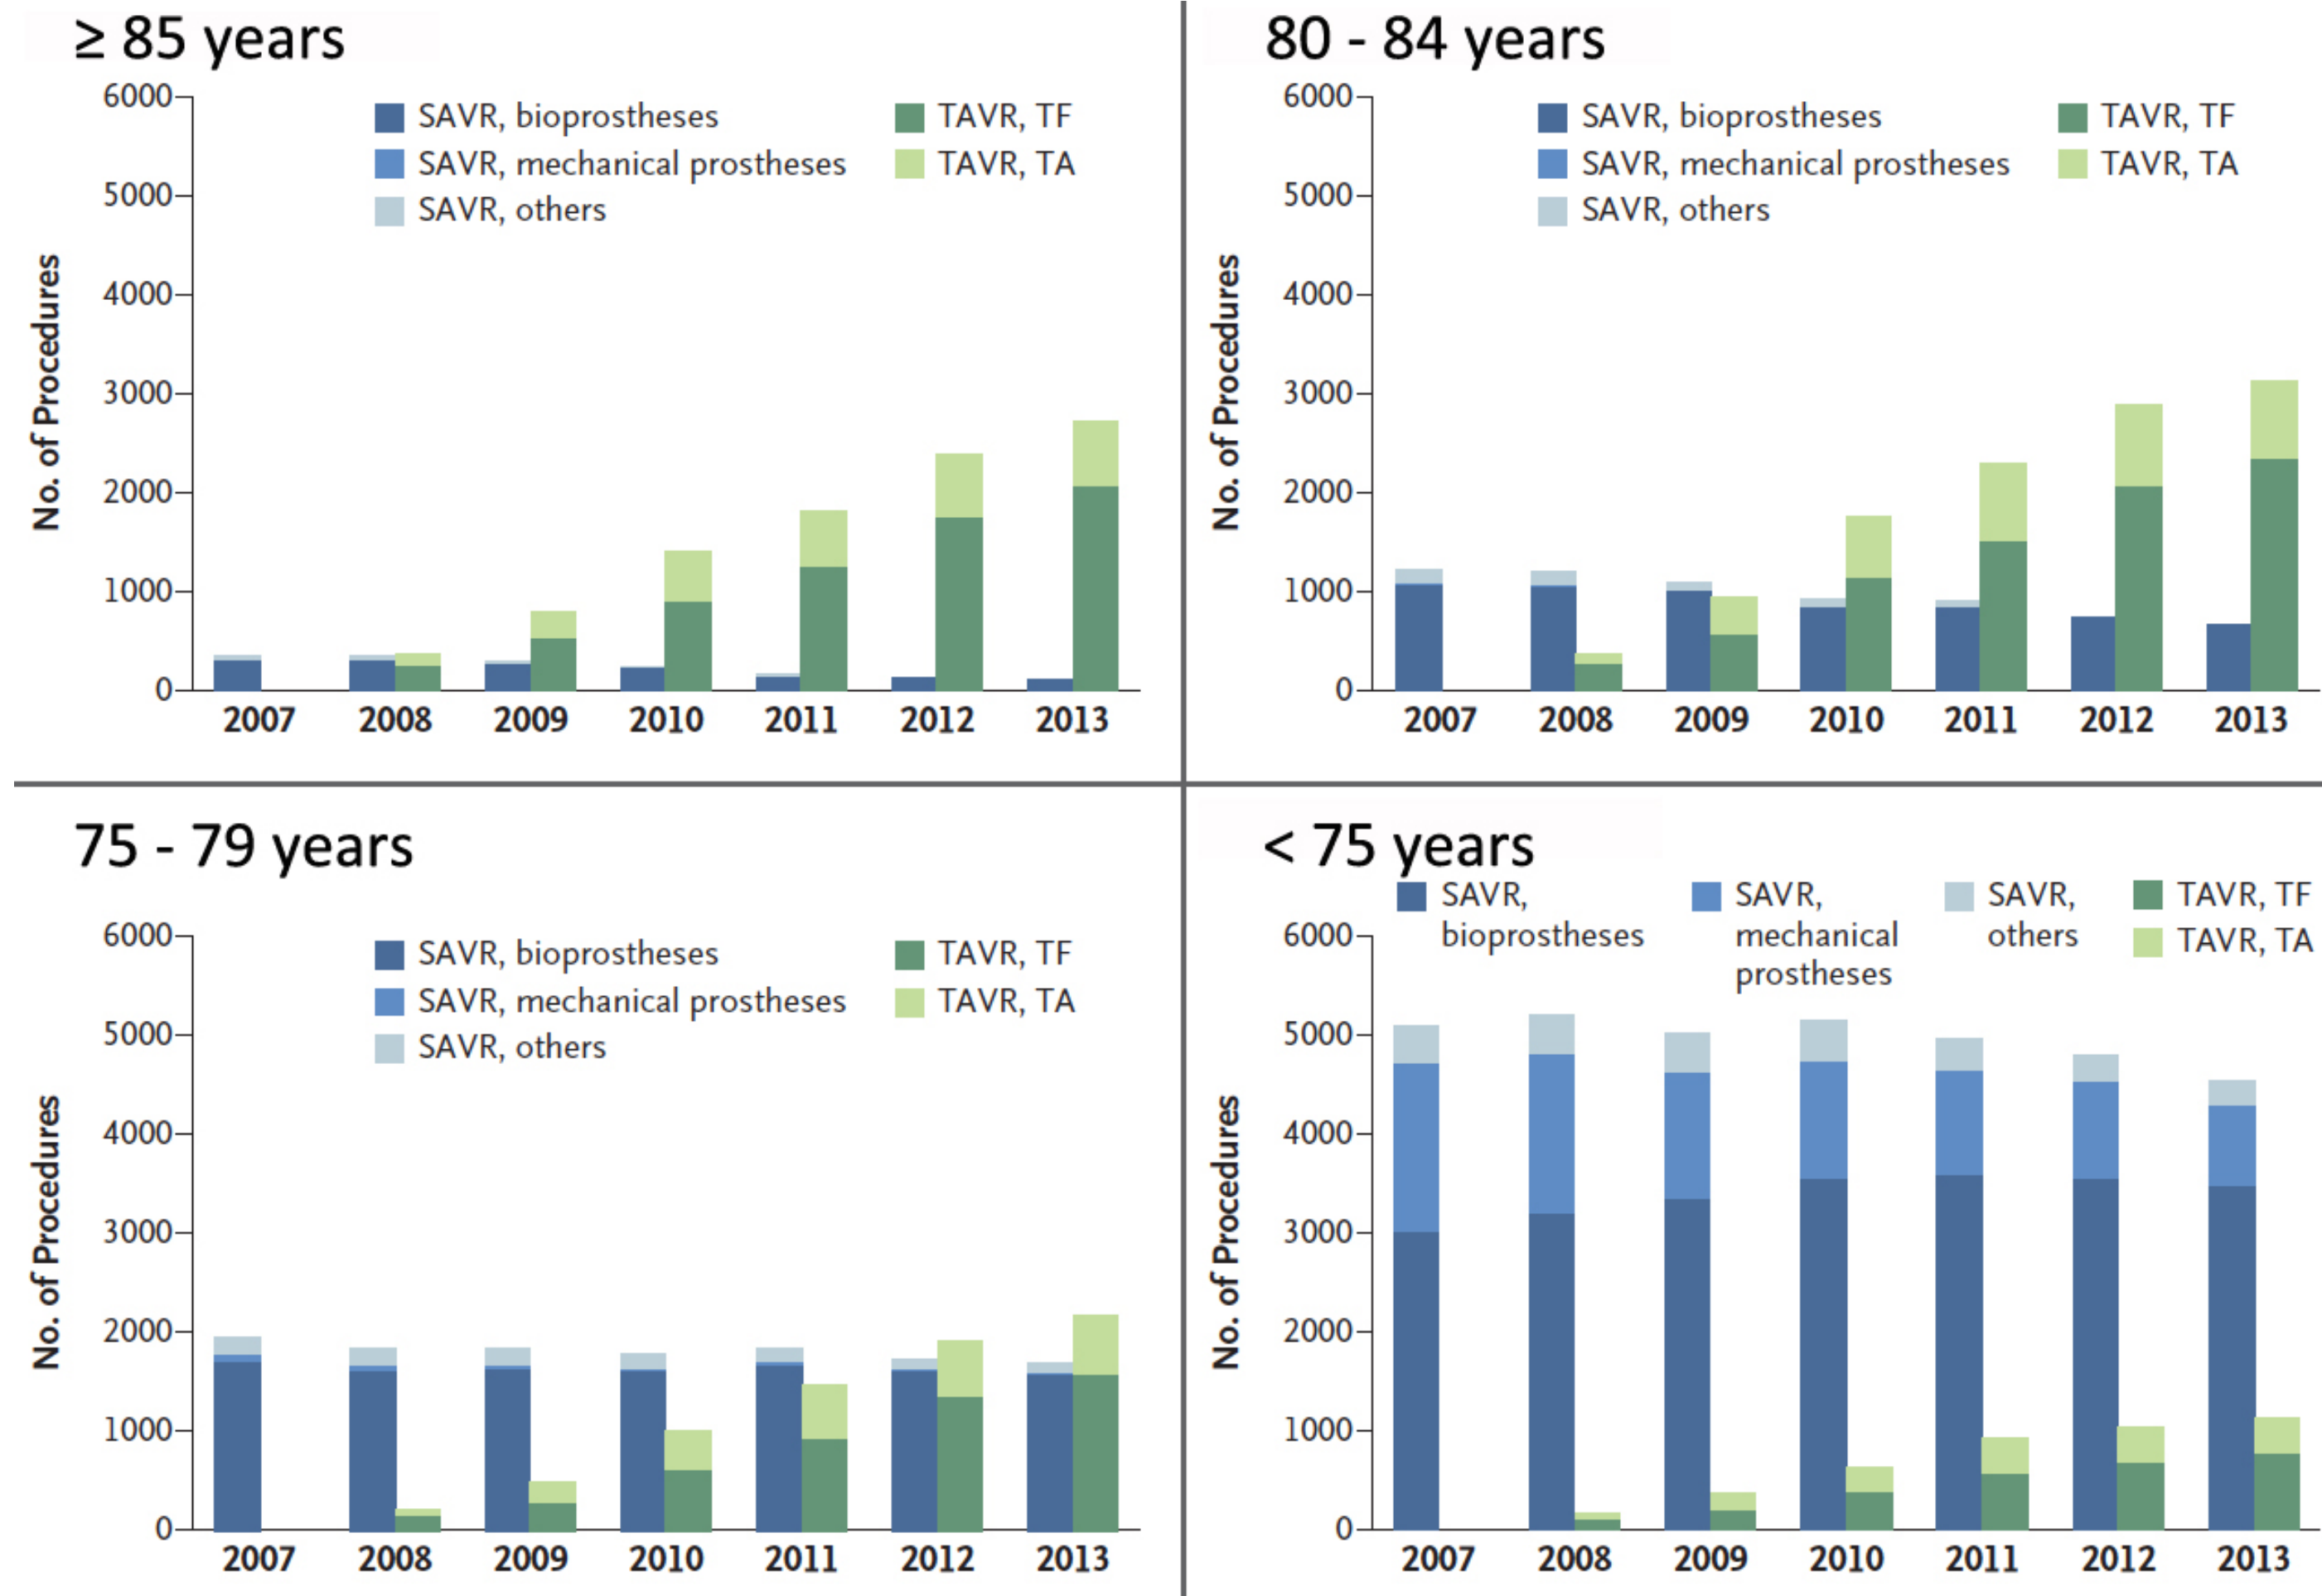 ≥ 85 years
6000
5000
4000
3000
2000
1000
0
No. of Procedures
SAVR, bioprostheses
SAVR, mechanical prostheses
SAVR, others
TAVR, TF
TAVR, TA
2007 2008 2009 2010 2011 2012 2013
80 - 84 years
6000
5000
4000
3000
2000
1000
0
No. of Procedures
SAVR, bioprostheses
SAVR, mechanical prostheses
SAVR, others
TAVR, TF
TAVR, TA
2007 2008 2009 2010 2011 2012 2013
75 - 79 years
6000
5000
4000
3000
2000
1000
0
No. of Procedures
SAVR, bioprostheses
SAVR, mechanical prostheses
SAVR, others
TAVR, TF
TAVR, TA
2007 2008 2009 2010 2011 2012 2013
< 75 years
SAVR,
bioprostheses
SAVR,
mechanical
prostheses
SAVR,
others
TAVR, TF
TAVR, TA
6000
5000
4000
3000
2000
1000
0
No. of Procedures
2007 2008 2009 2010 2011 2012 2013